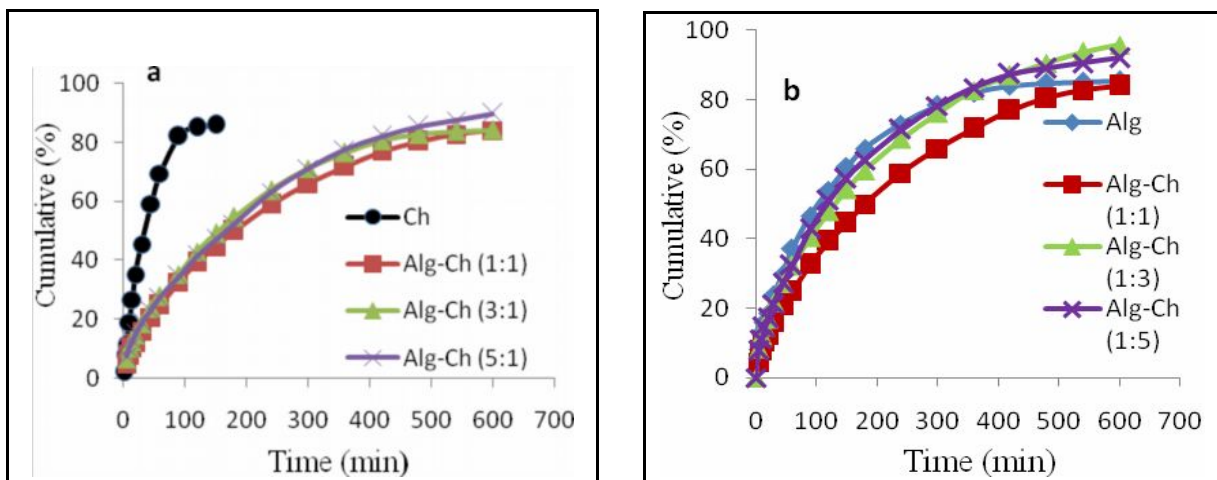 a
100
80
60
40
20
0
Cumulative (%)
Ch
Alg-Ch (1:1)
Alg-Ch (3:1)
Alg-Ch (5:1)
0 100 200 300 400 500 600 700
Time (min)
b
100
80
60
40
20
0
Cumulative (%)
Alg
Alg-Ch
(1:1)
Alg-Ch
(1:3)
Alg-Ch
(1:5)
0 100 200 300 400 500 600 700
Time (min)